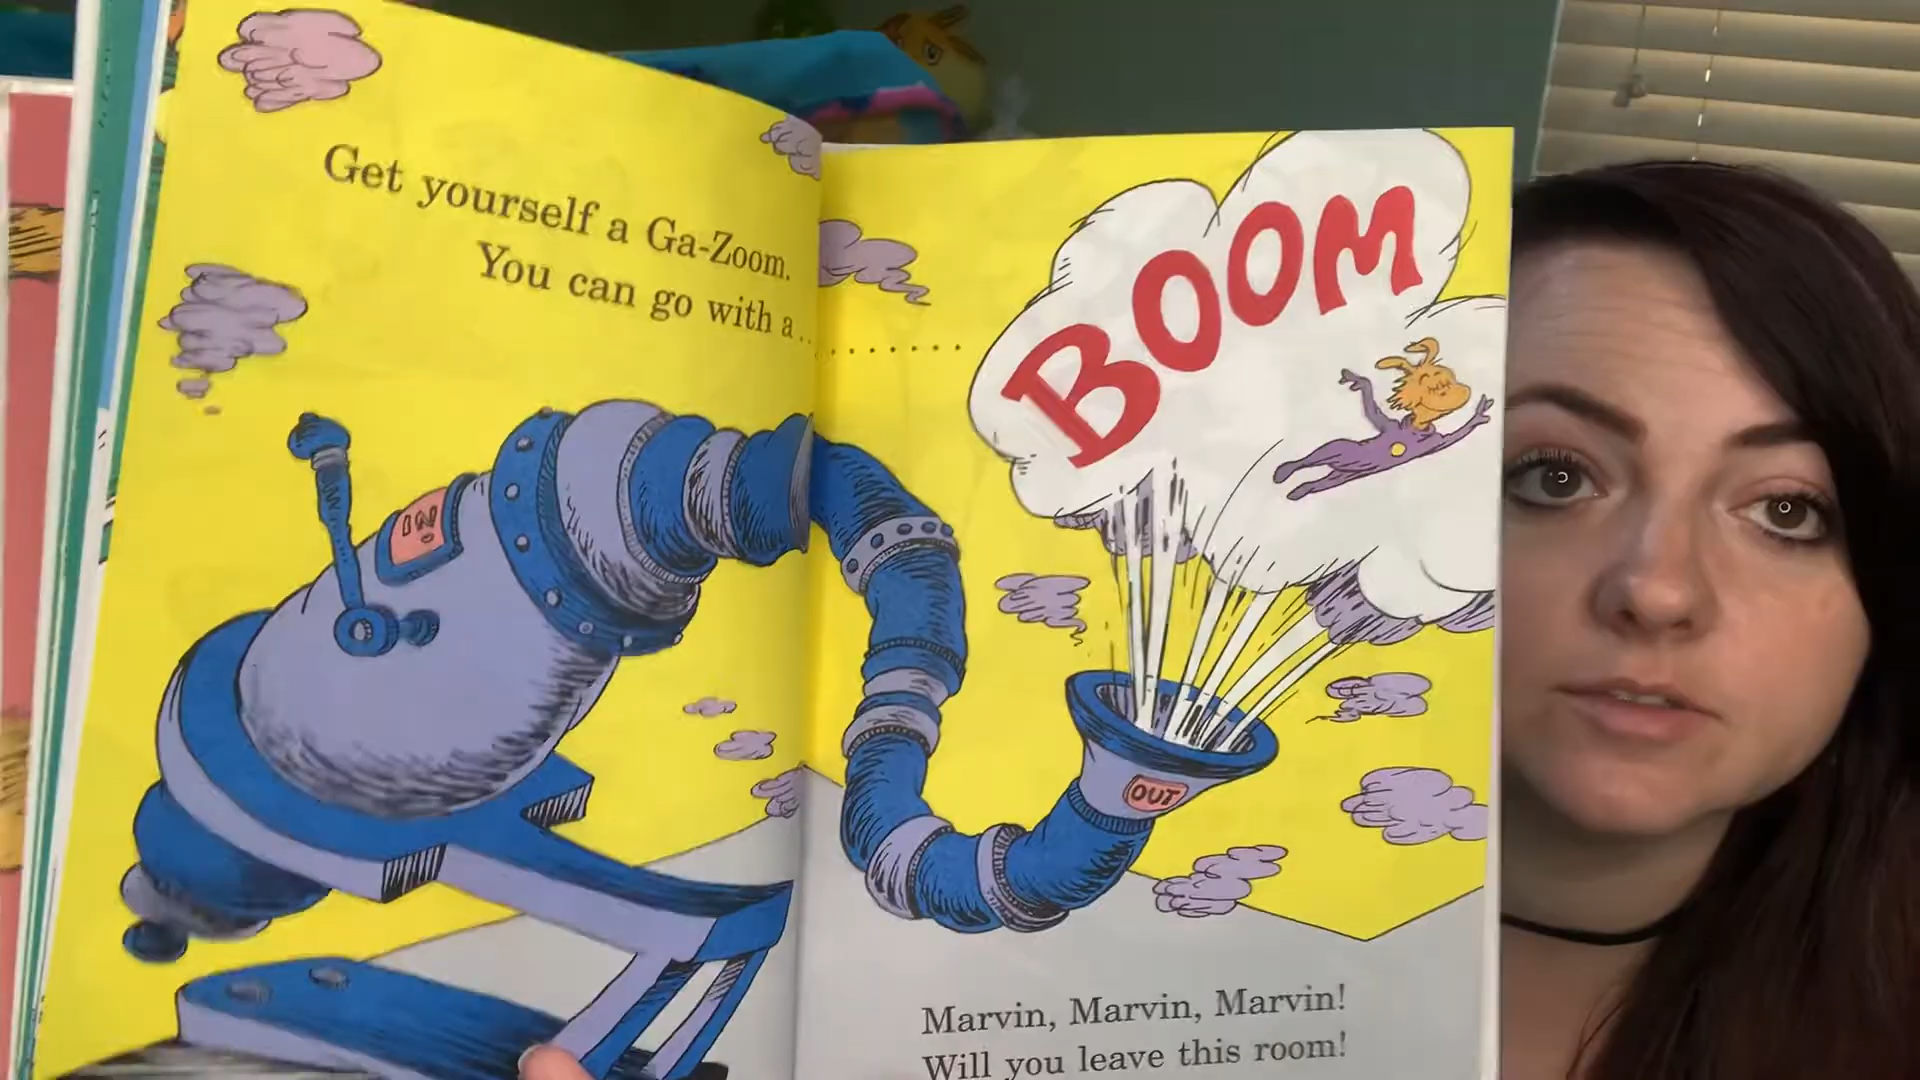 Get yourself a Ga-Zoom.
You can go with a..........
BOOM
IN
OUT
Marvin, Marvin, Marvin!
Will you leave this room!